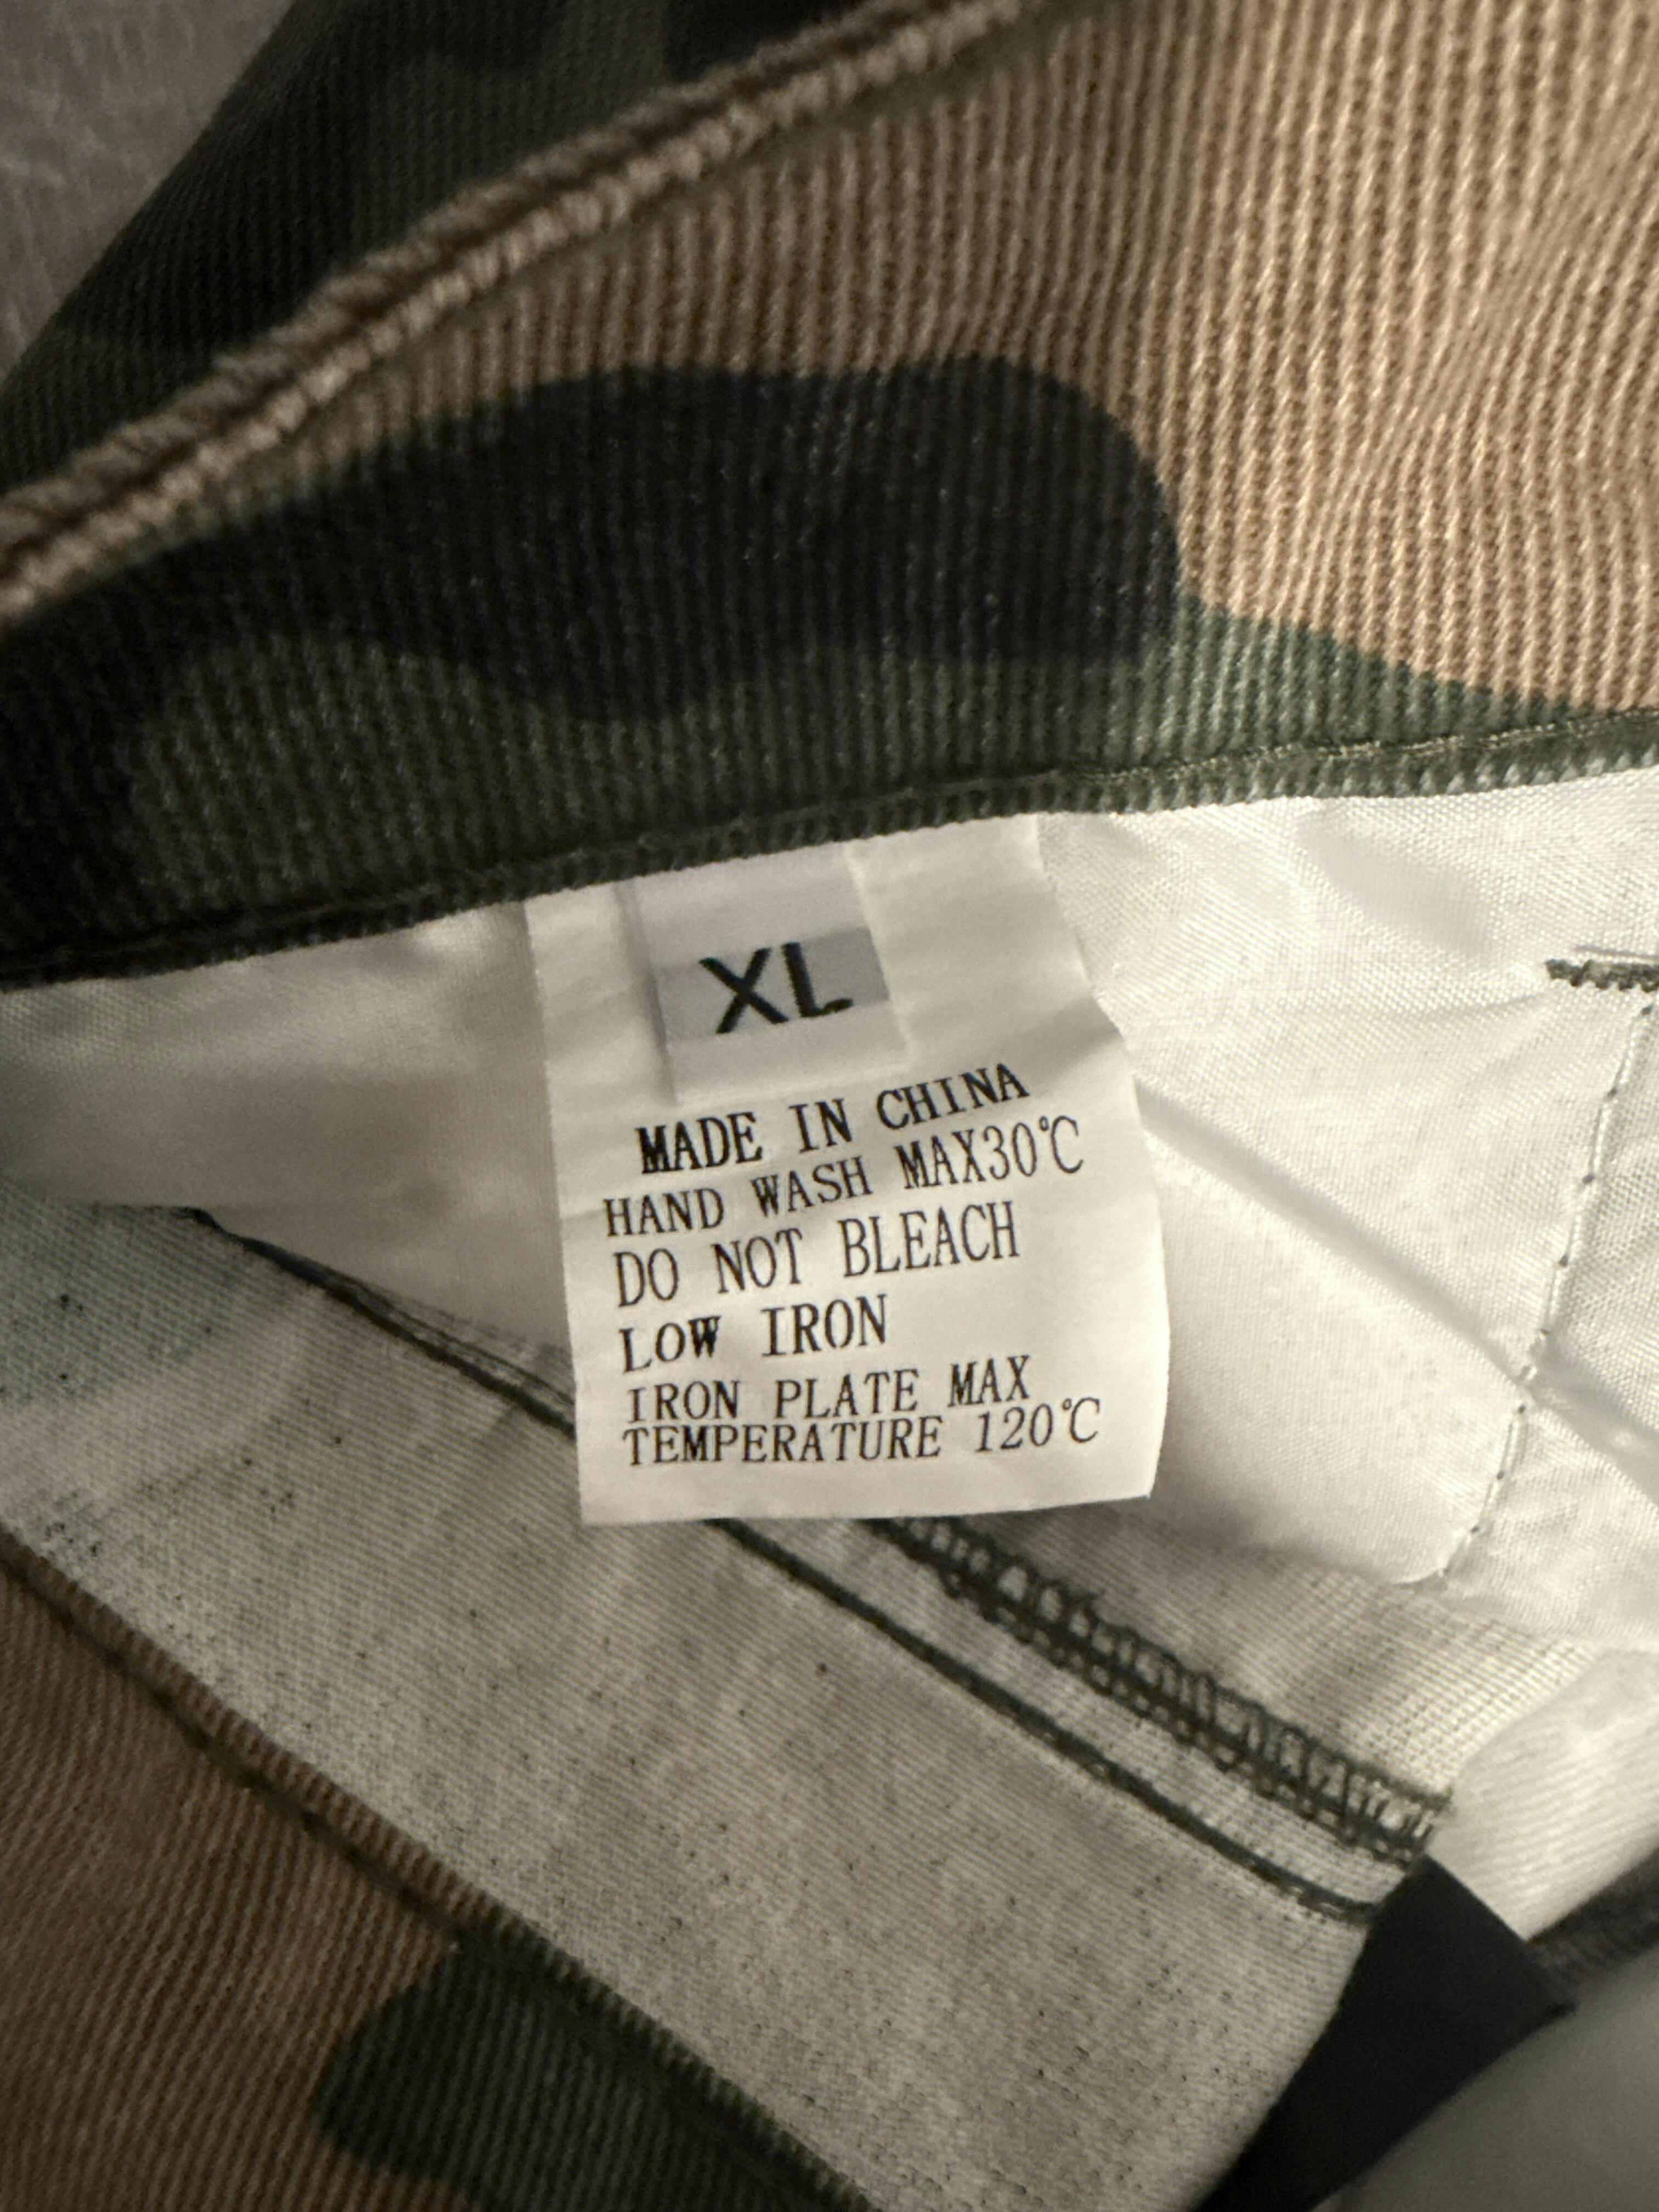 XL
MADE IN CHINA
HAND WASH MAX30℃
DO NOT BLEACH
LOW IRON
IRON PLATE MAX
TEMPERATURE 120℃